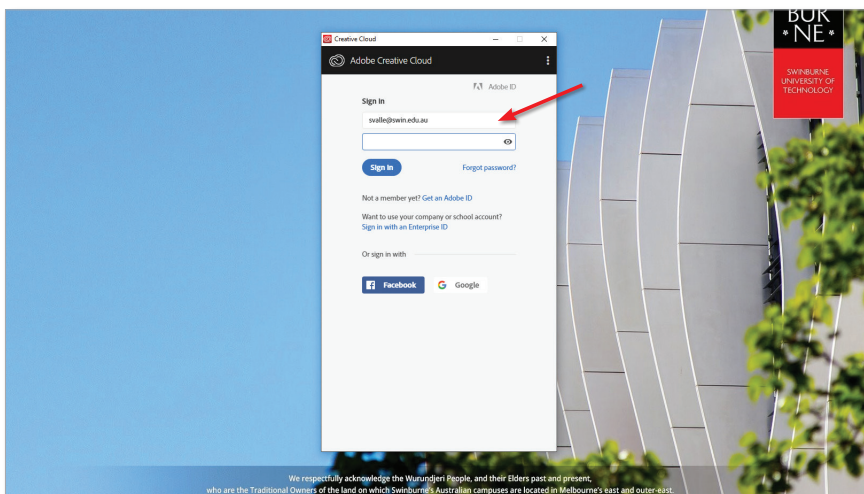 BUR
* NE *
SWINBURNE
UNIVERSITY OF
TECHNOLOGY
Creative Cloud
Adobe Creative Cloud
Adobe ID
Sign in
svalle@swin.edu.au
Sign in
Forgot password?
Not a member yet? Get an Adobe ID
Want to use your company or school account?
Sign in with an Enterprise ID
Or sign in with
Facebook
G Google
We respectfully acknowledge the Wurundjeri People, and their Elders past and present,
who are the Traditional Owners of the land on which Swinburne's Australian campuses are located in Melbourne's east and outer-east.